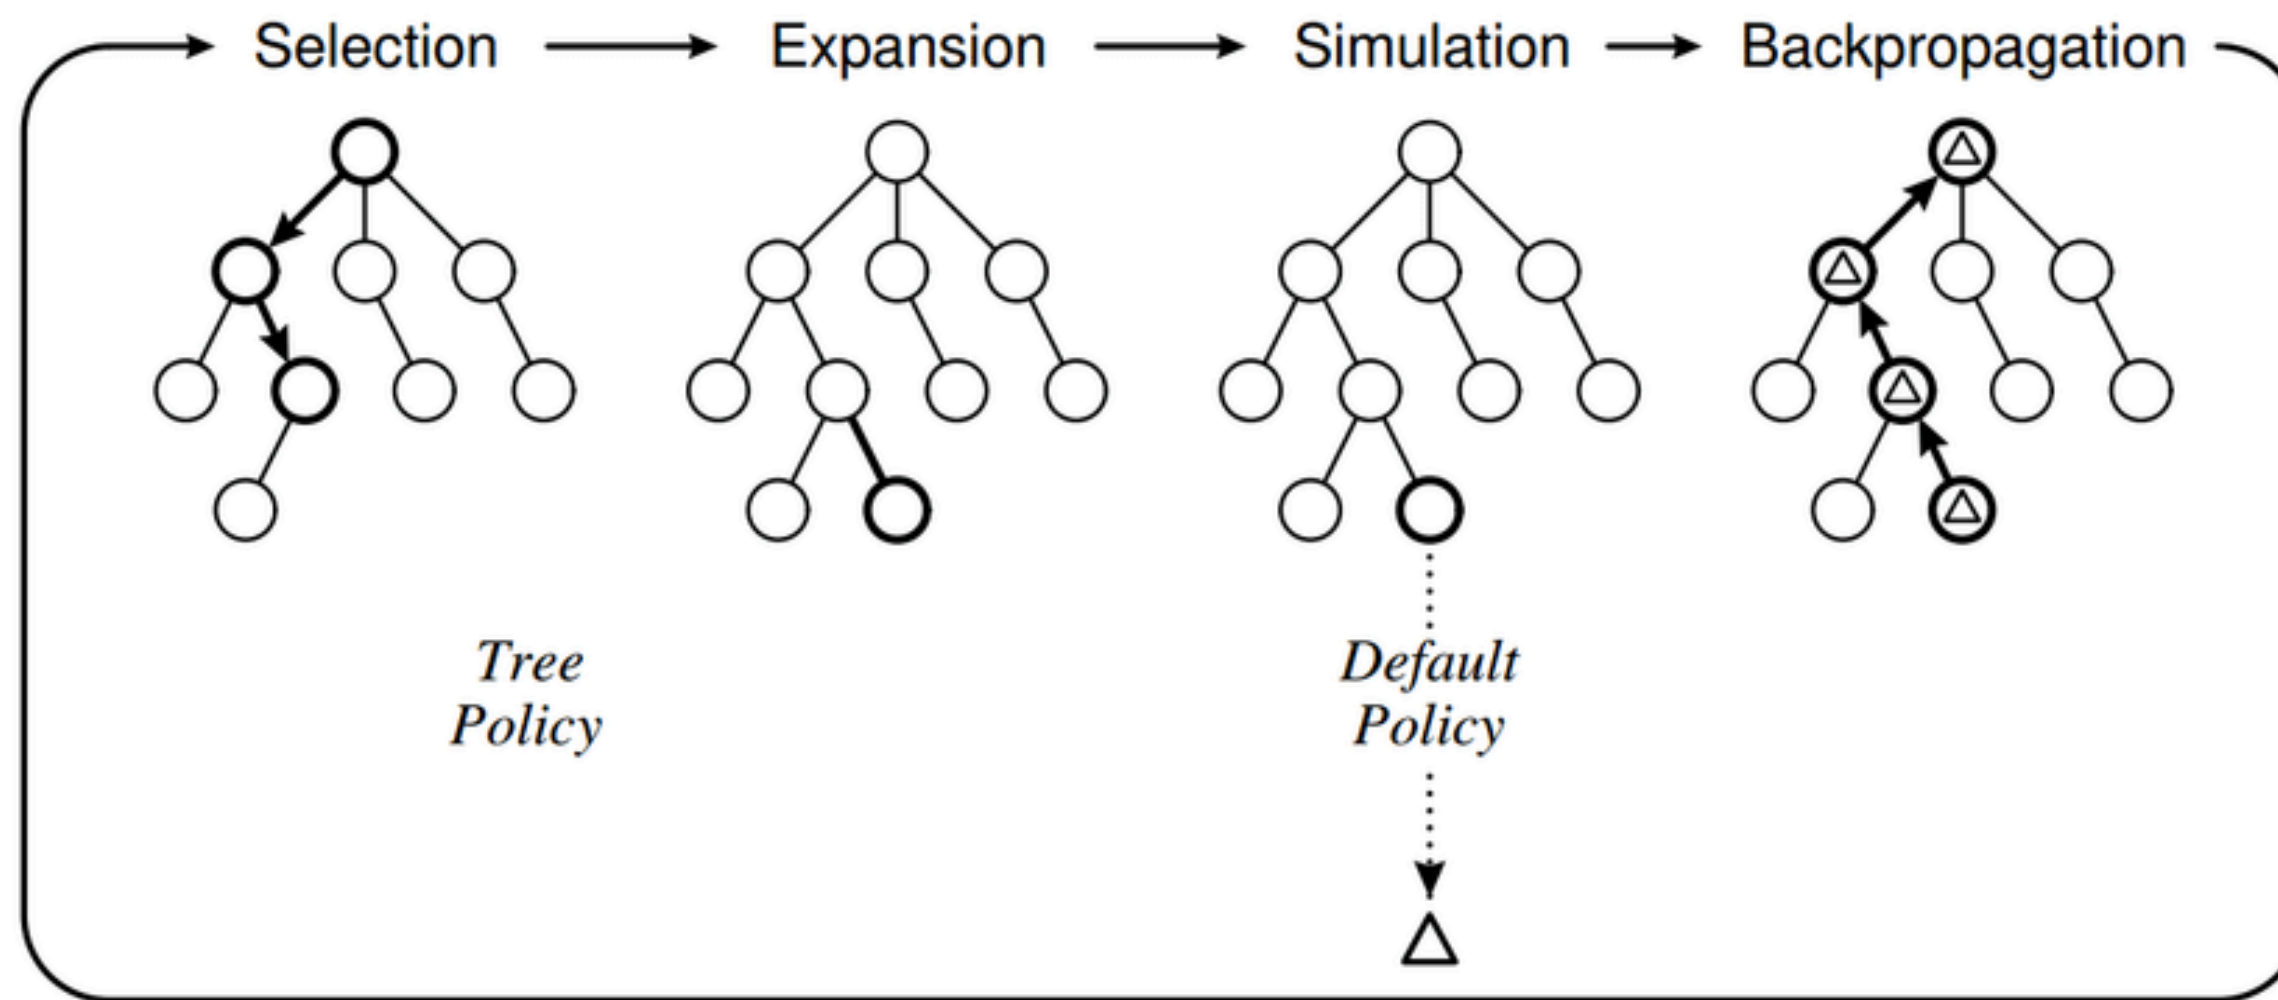 Selection Expansion Simulation Backpropagation
Tree
Policy
Default
Policy